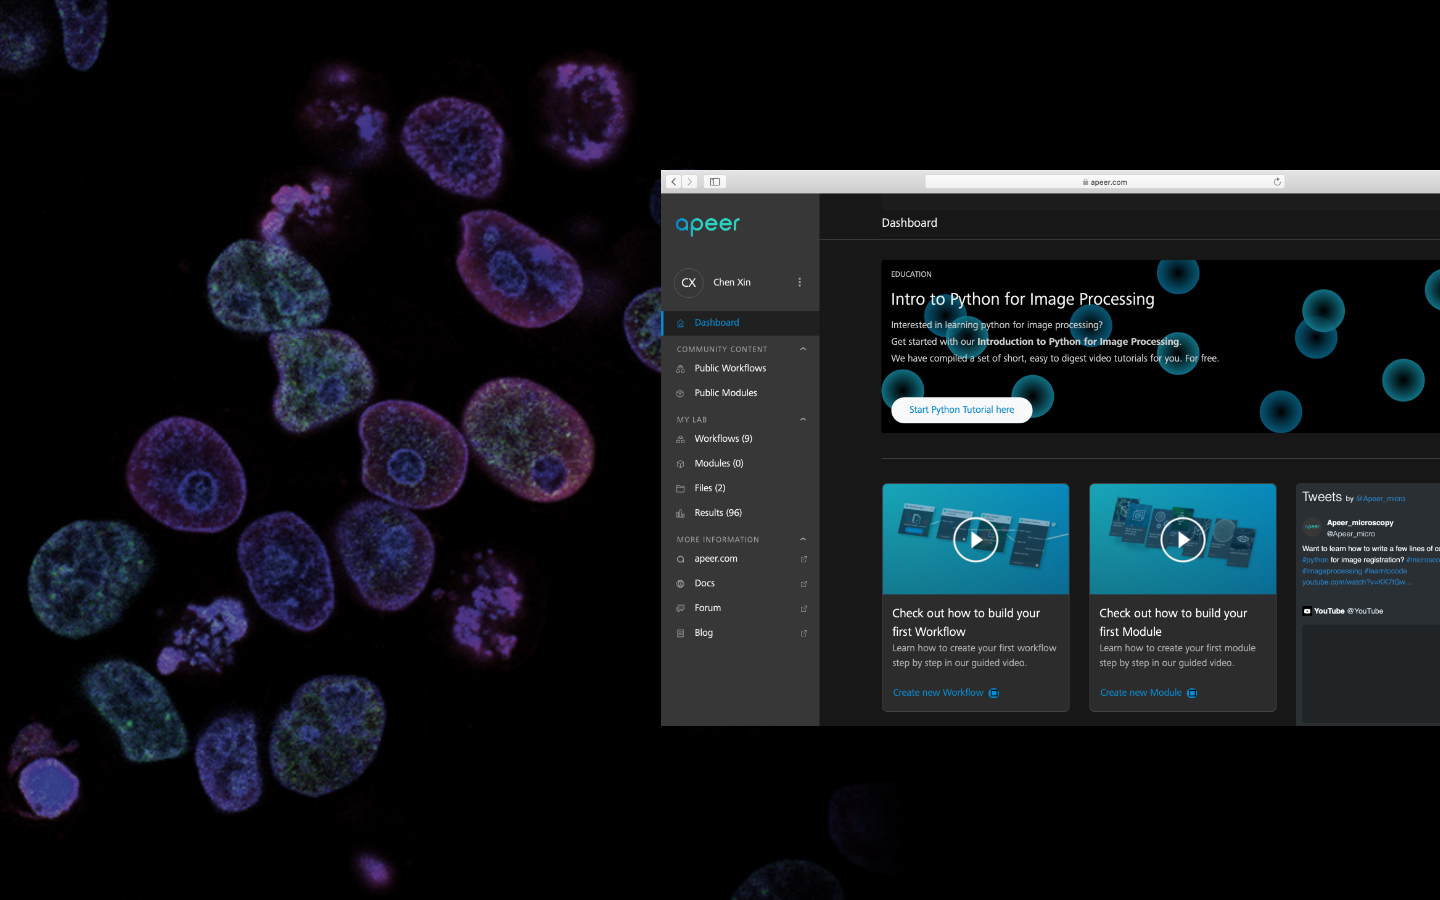 apeer.com
apeer
CX
Chen Xin
Dashboard
COMMUNITY CONTENT
Public Workflows
Public Modules
MY LAB
Workflows (9)
Modules (0)
Files (2)
Results (96)
MORE INFORMATION
apeer.com
Docs
Forum
Blog
Dashboard
EDUCATION
Intro to Python for Image Processing
Interested in learning python for image processing?
Get started with our Introduction to Python for Image Processing.
We have compiled a set of short, easy to digest video tutorials for you. For free.
Start Python Tutorial here
Check out how to build your
first Workflow
Learn how to create your first workflow
step by step in our guided video.
Create new Workflow
Check out how to build your
first Module
Learn how to create your first module
step by step in our guided video.
Create new Module
Tweets by @Apeer_micro
apeer
Apeer_microscopy
@Apeer_micro
Want to learn how to write a few lines of
#python for image registration?
#imageprocessing #learntocode
YouTube @YouTube